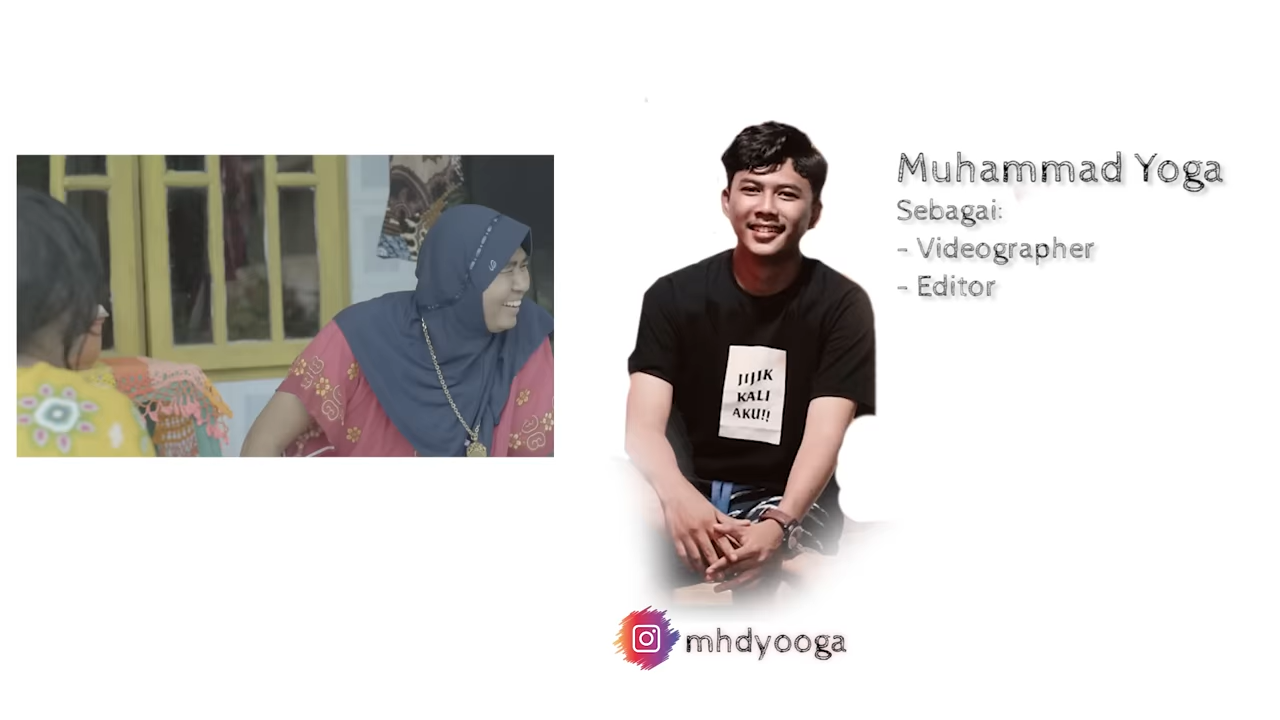 Muhammad Yoga
Sebagai:
- Videographer
- Editor
JIJIK
KALI
AKU!!
mhdyooga